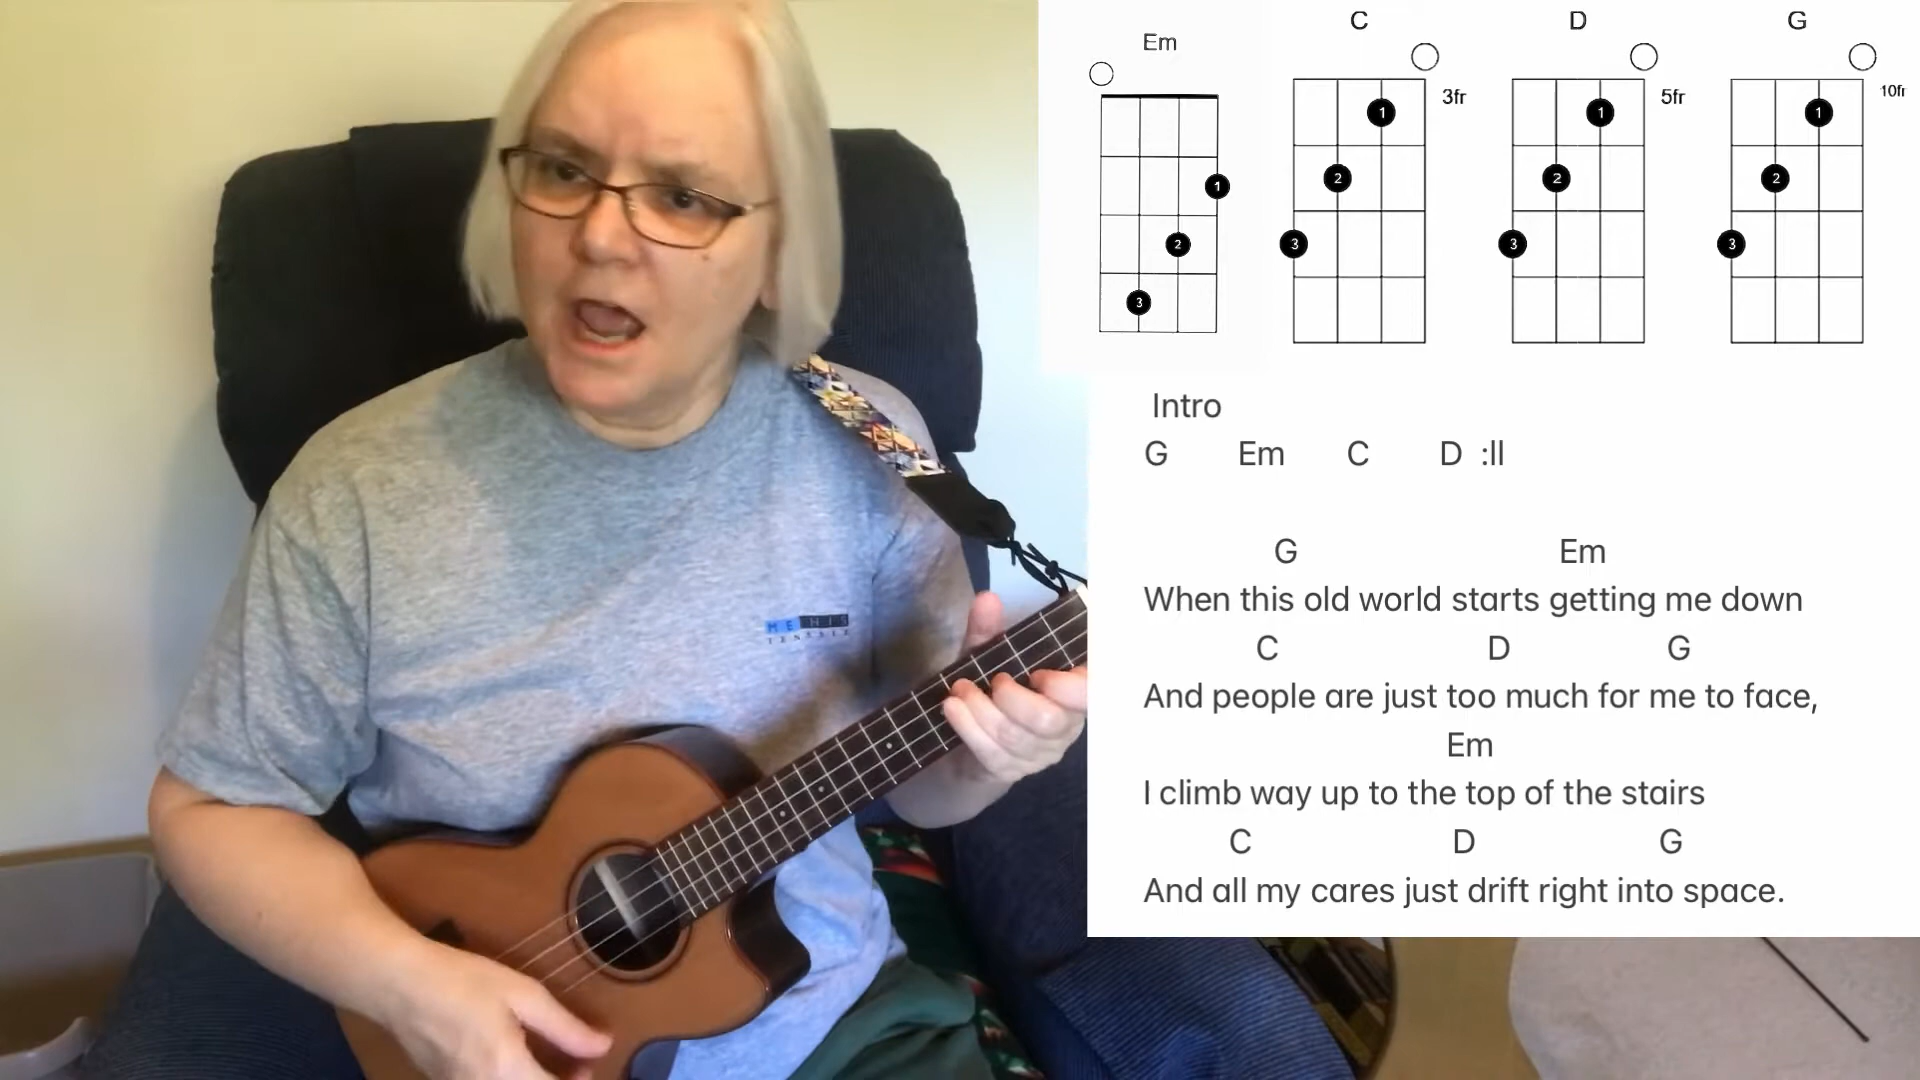 Em C D G
3fr 5fr 10fr
1 1 1
1
2 2 2
2
3 3 3
3
Intro
G Em C D :ll
G Em
When this old world starts getting me down
C D G
And people are just too much for me to face,
Em
I climb way up to the top of the stairs
C D G
And all my cares just drift right into space.